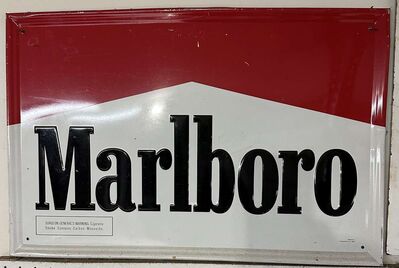 Marlboro
SURGEON GENERAL'S WARNING: Cigarette
Smoke Contains Carbon Monoxide.